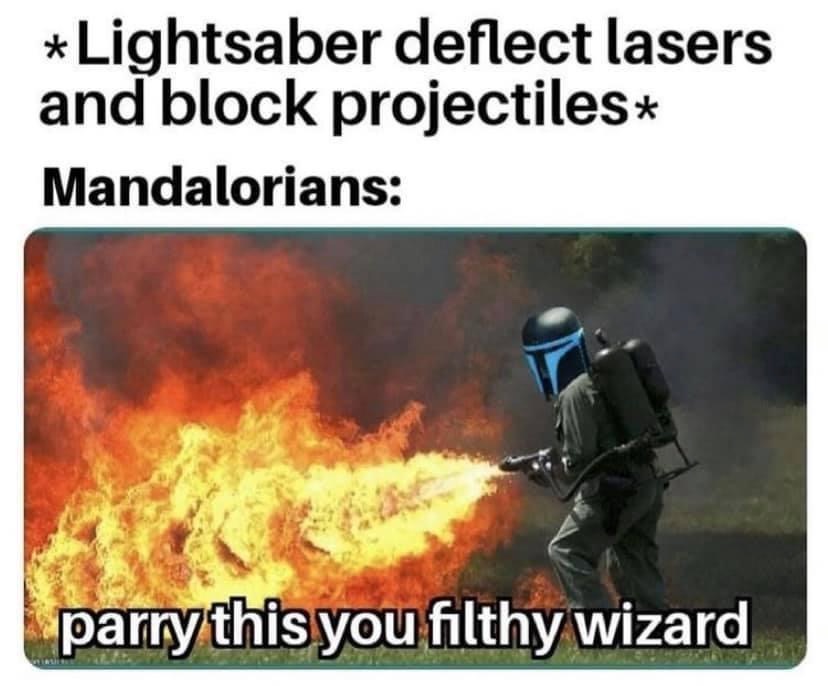 *Lightsaber deflect lasers
and block projectiles*
Mandalorians:
parry this you filthy wizard